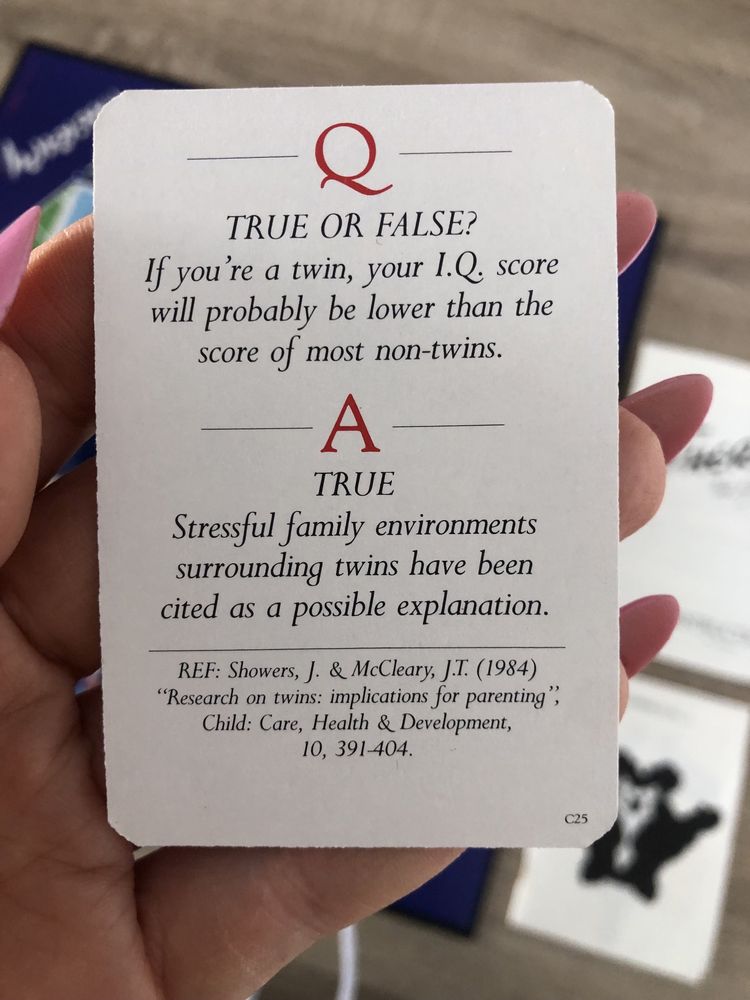 Q
TRUE OR FALSE?
If you're a twin, your I.Q. score
will probably be lower than the
score of most non-twins.
A
TRUE
Stressful family environments
surrounding twins have been
cited as a possible explanation.
REF: Showers, J. & McCleary, J.T. (1984)
“Research on twins: implications for parenting”,
Child: Care, Health & Development,
10, 391-404.
C25